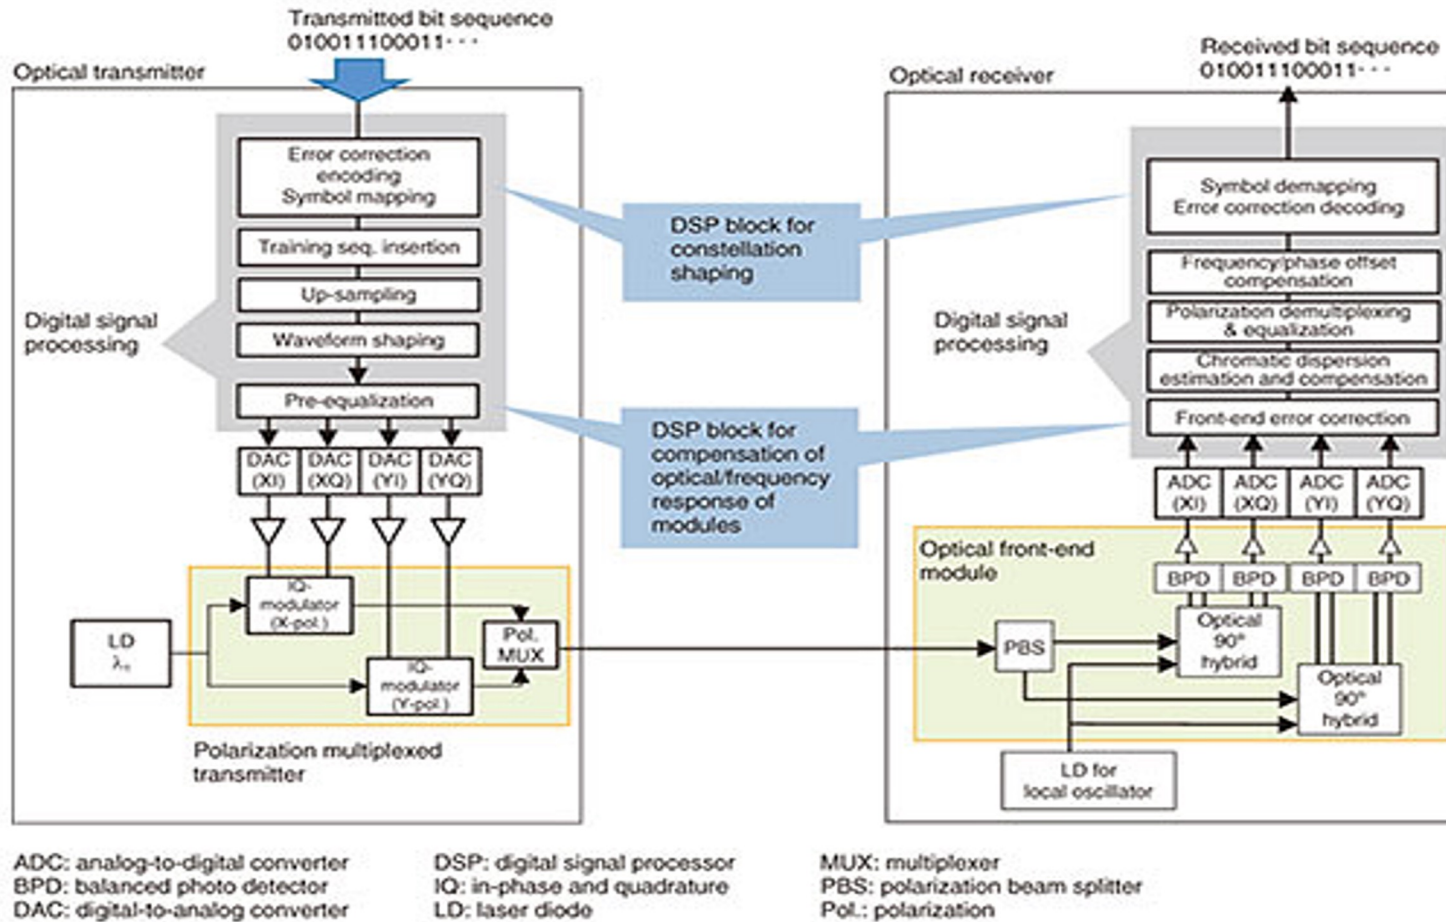 Transmitted bit sequence
010011100011···
Optical transmitter
Error correction
encoding
Symbol mapping
Training seq. insertion
Up-sampling
Waveform shaping
Pre-equalization
Digital signal
processing
DAC
(XI)
DAC
(XQ)
DAC
(YI)
DAC
(YQ)
IQ-
modulator
(X-pol.)
LD
Pol.
MUX
IQ-
modulator
(Y-pol.)
Polarization multiplexed
transmitter
DSP block for
constellation
shaping
DSP block for
compensation of
optical/frequency
response of
modules
Received bit sequence
010011100011···
Optical receiver
Symbol demapping
Error correction decoding
Frequency/phase offset
compensation
Polarization demultiplexing
& equalization
Chromatic dispersion
estimation and compensation
Front-end error correction
Digital signal
processing
ADC
(XI)
ADC
(XQ)
ADC
(YI)
ADC
(YQ)
Optical front-end
module
BPD
BPD
BPD
BPD
PBS
Optical
90°
hybrid
Optical
90°
hybrid
LD for
local oscillator
ADC: analog-to-digital converter
BPD: balanced photo detector
DAC: digital-to-analog converter
DSP: digital signal processor
IQ: in-phase and quadrature
LD: laser diode
MUX: multiplexer
PBS: polarization beam splitter
Pol.: polarization